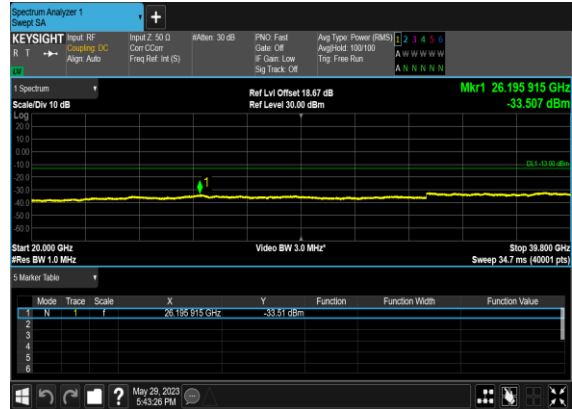 Spectrum Analyzer 1
Swept SA
+
KEYSIGHT Input: RF Input Z: 50 Ω #Atten: 30 dB PNO: Fast Avg Type: Power (RMS) 1 2 3 4 5 6
R T Coupling: DC Corr CCorr Gate: Off Avg|Hold: 100/100 A W W W W W
Align: Auto Freq Ref: Int (S) IF Gain: Low Trig: Free Run
Sig Track: Off A N N N N N
1 Spectrum Ref Lvl Offset 18.67 dB Mkr1 26.195 915 GHz
Scale/Div 10 dB Ref Level 30.00 dBm -33.507 dBm
Log
20.0
10.0
0.00
-10.0 DL1 -13.00 dBm
-20.0
1
-30.0
-40.0
-50.0
-60.0
Start 20.000 GHz Video BW 3.0 MHz* Stop 39.800 GHz
#Res BW 1.0 MHz Sweep 34.7 ms (40001 pts)
5 Marker Table
Mode Trace Scale X Y Function Function Width Function Value
1 N 1 f 26.195 915 GHz -33.51 dBm
2
3
4
5
6
? May 29, 2023
5:43:26 PM